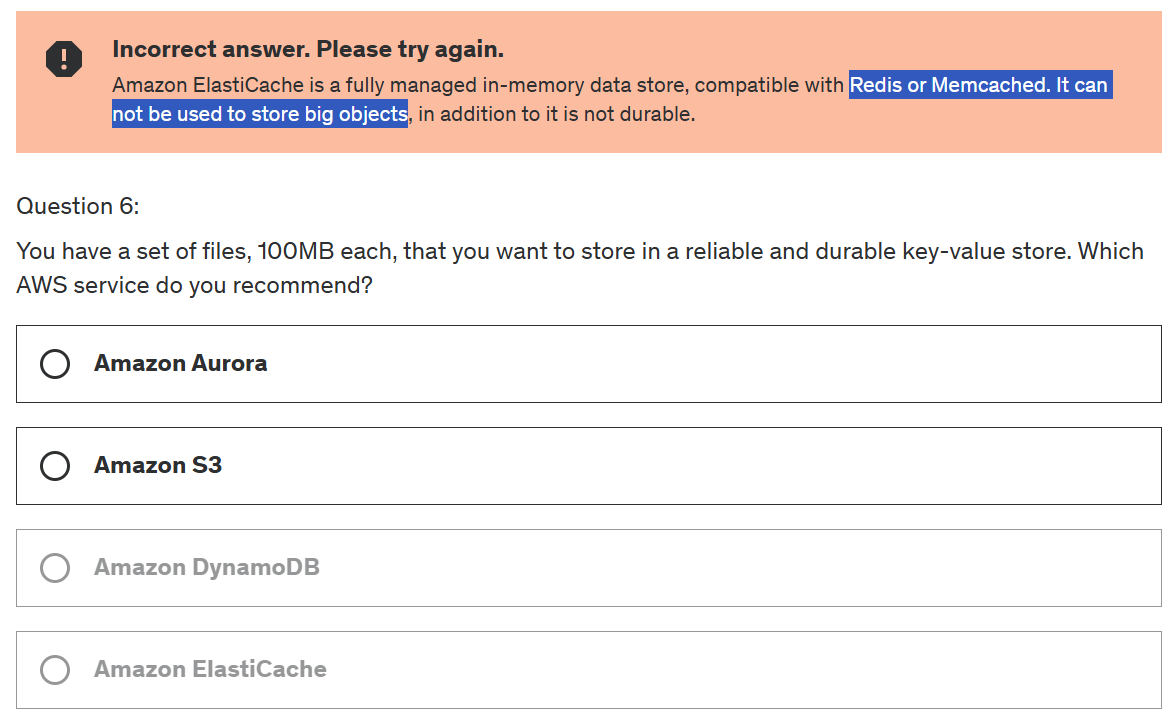 Incorrect answer. Please try again.
Amazon ElastiCache is a fully managed in-memory data store, compatible with Redis or Memcached. It can
not be used to store big objects, in addition to it is not durable.
Question 6:
You have a set of files, 100MB each, that you want to store in a reliable and durable key-value store. Which
AWS service do you recommend?
Amazon Aurora
Amazon S3
Amazon DynamoDB
Amazon ElastiCache